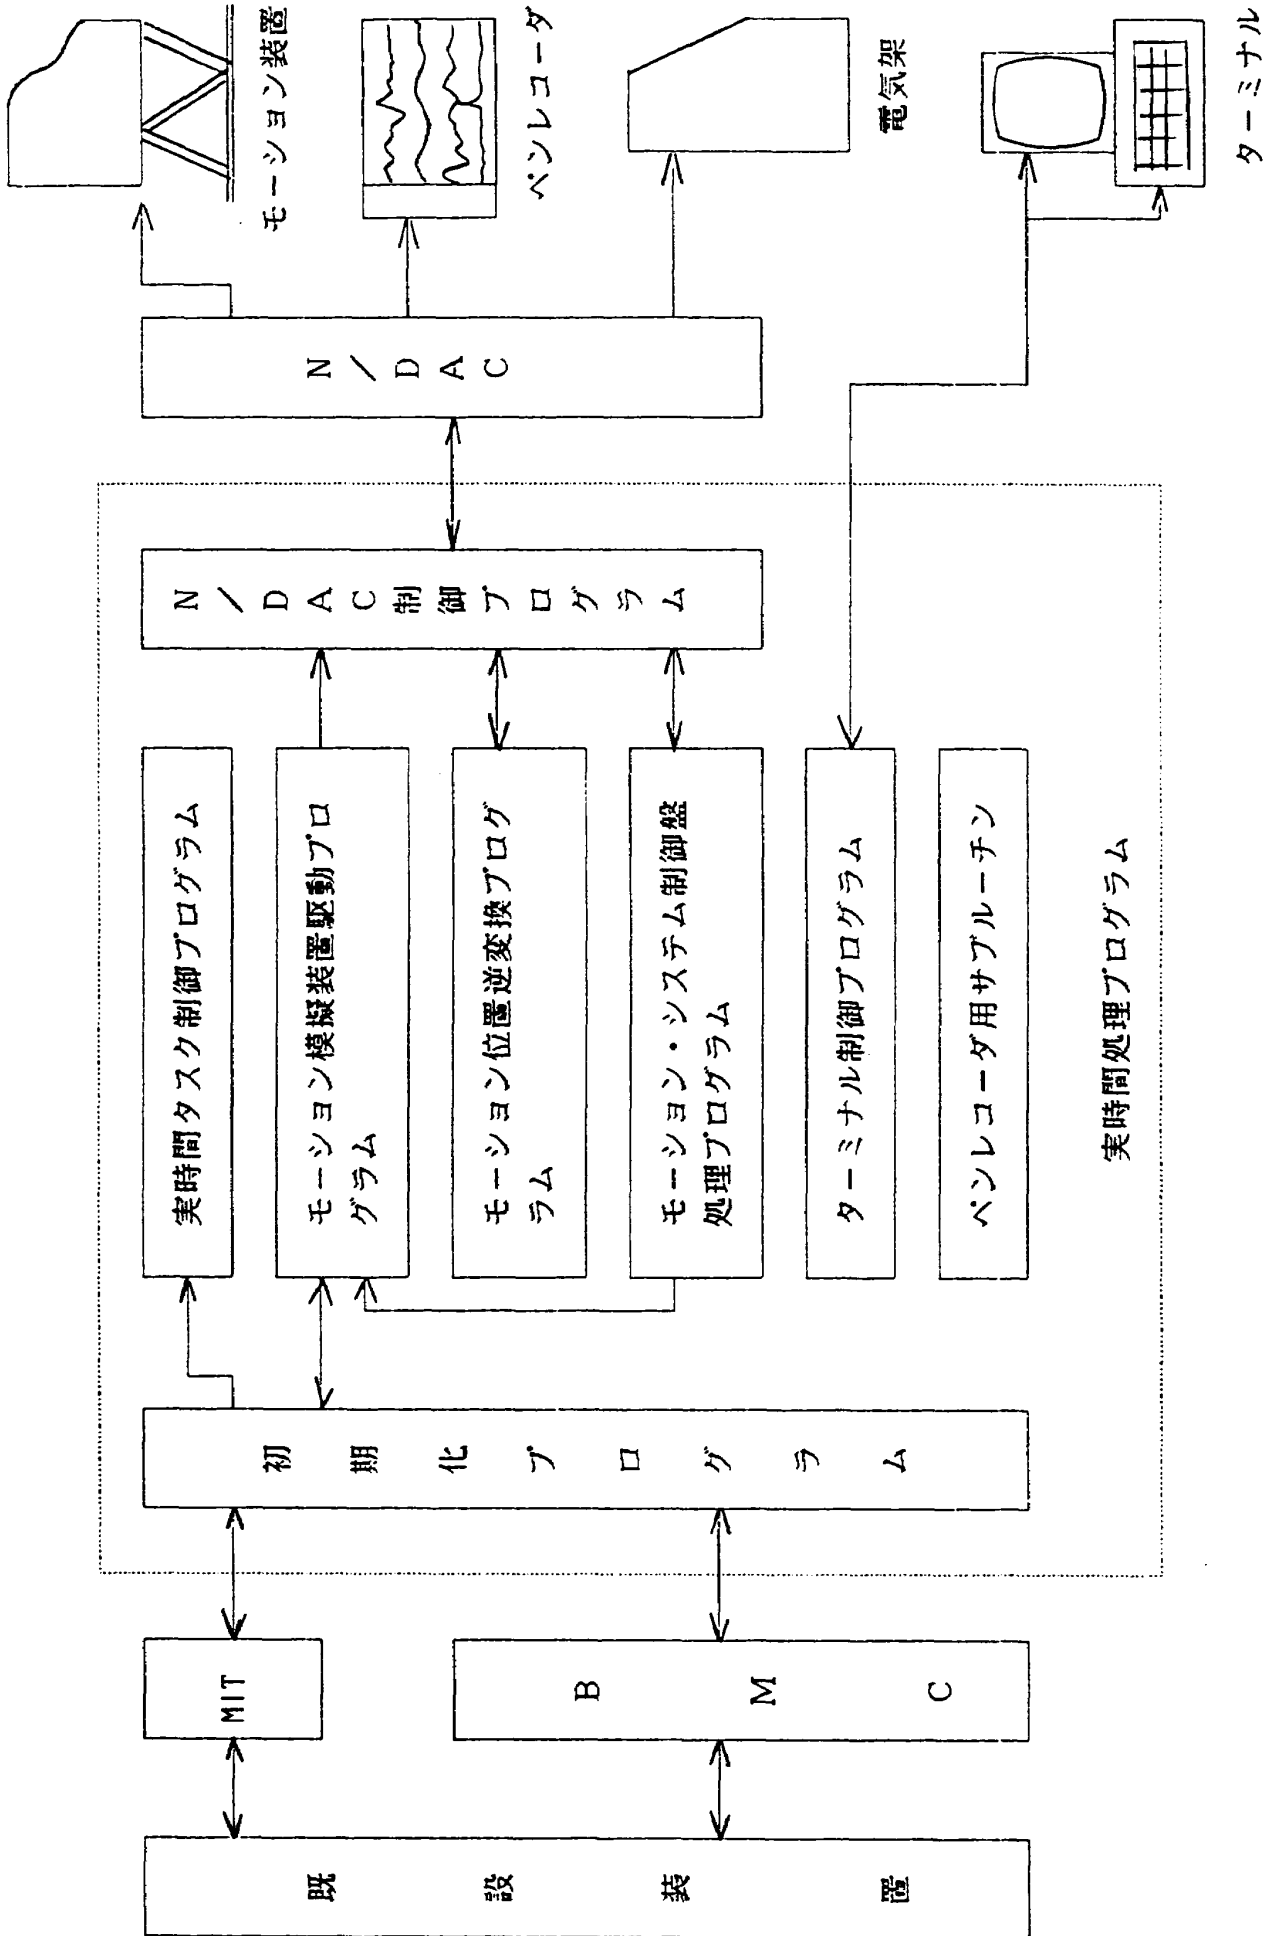 既設装置
MIT
BMC
初期化プログラム
実時間タスク制御プログラム
モーション模擬装置駆動プロ
グラム
モーション位置逆変換プログ
ラム
モーション・システム制御盤
処理プログラム
ターミナル制御プログラム
ペンレコーダ用サブルーチン
実時間処理プログラム
N/DAC制御プログラム
N/DAC
モーション装置
ペンレコーダ
電気架
ターミナル